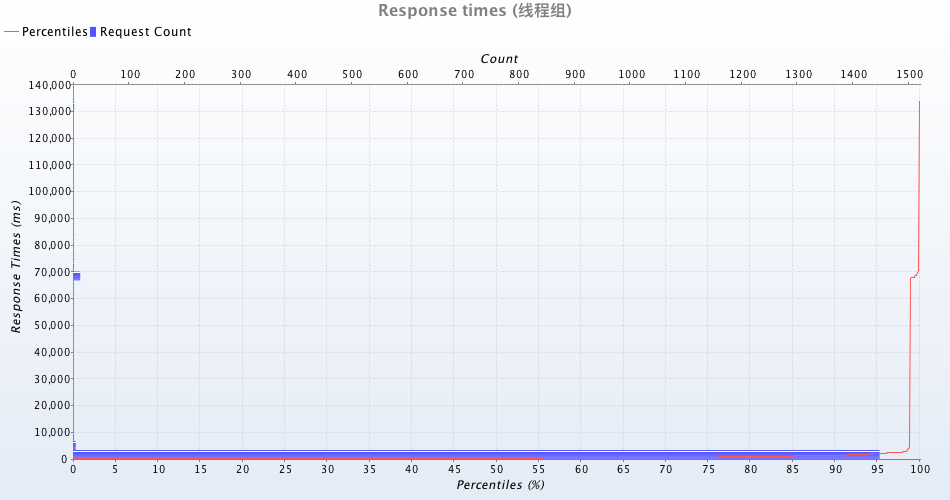 Response times (线程组)
Percentiles Request Count
Count
0 100 200 300 400 500 600 700 800 900 1000 1100 1200 1300 1400 1500
140,000
130,000
120,000
110,000
100,000
90,000
80,000
70,000
60,000
50,000
40,000
30,000
20,000
10,000
0
Response Times (ms)
0 5 10 15 20 25 30 35 40 45 50 55 60 65 70 75 80 85 90 95 100
Percentiles (%)